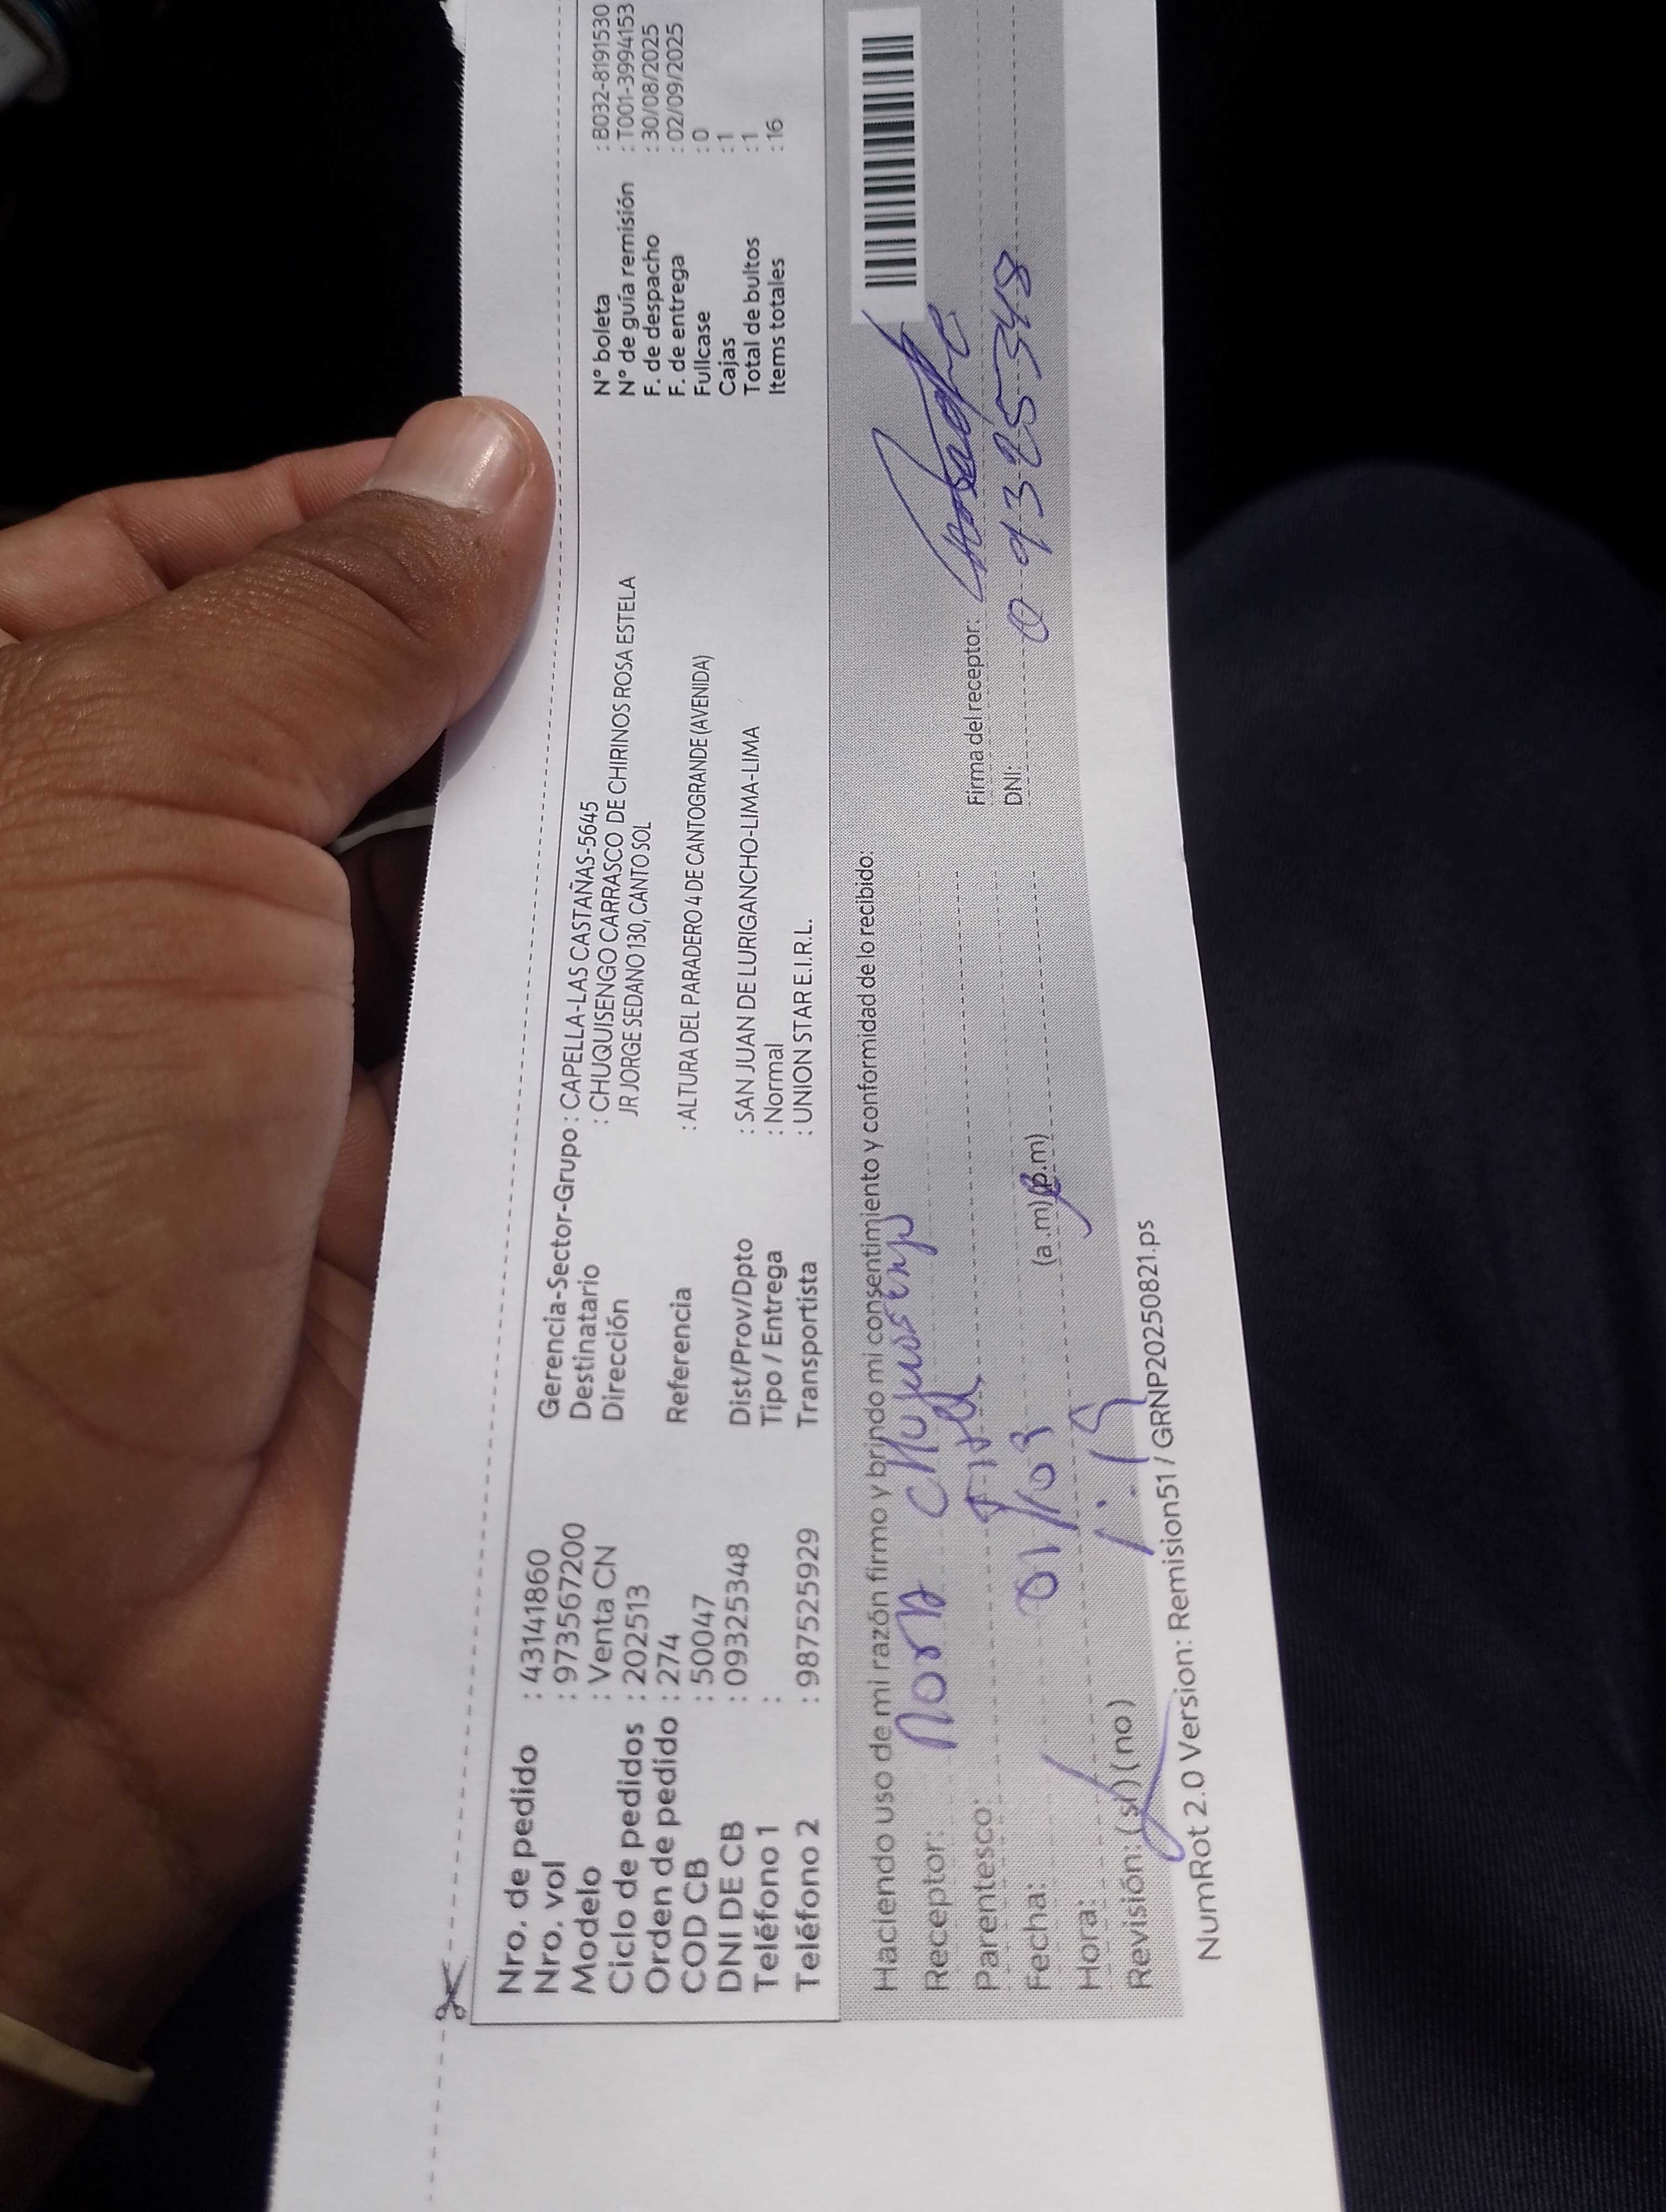 Nro. de pedido : 43141860
Nro. vol : 973567200
Modelo : Venta CN
Ciclo de pedidos : 202513
Orden de pedido : 274
COD CB : 50047
DNI DE CB : 09325348
Teléfono 1 :
Teléfono 2 : 987525929
Gerencia-Sector-Grupo : CAPELLA-LAS CASTAÑAS-5645
Destinatario : CHUQUISENGO CARRASCO DE CHIRINOS ROSA ESTELA
Dirección JR JORGE SEDANO 130, CANTO SOL
Referencia : ALTURA DEL PARADERO 4 DE CANTOGRANDE (AVENIDA)
Dist/Prov/Dpto : SAN JUAN DE LURIGANCHO-LIMA-LIMA
Tipo / Entrega : Normal
Transportista : UNION STAR E.I.R.L.
N° boleta : B032-8191530
N° de guía remisión : T001-3994153
F. de despacho : 30/08/2025
F. de entrega : 02/09/2025
Fullcase : 0
Cajas : 1
Total de bultos : 1
Items totales : 16
Haciendo uso de mi razón firmo y brindo mi consentimiento y conformidad de lo recibido:
Receptor: Nora
Parentesco:
Fecha: 01/03
Hora: (a.m) (p.m)
Revisión: (si) (no)
Firma del receptor:
DNI: 09325348
NumRot 2.0 Version: Remision51 / GRNP20250821.ps